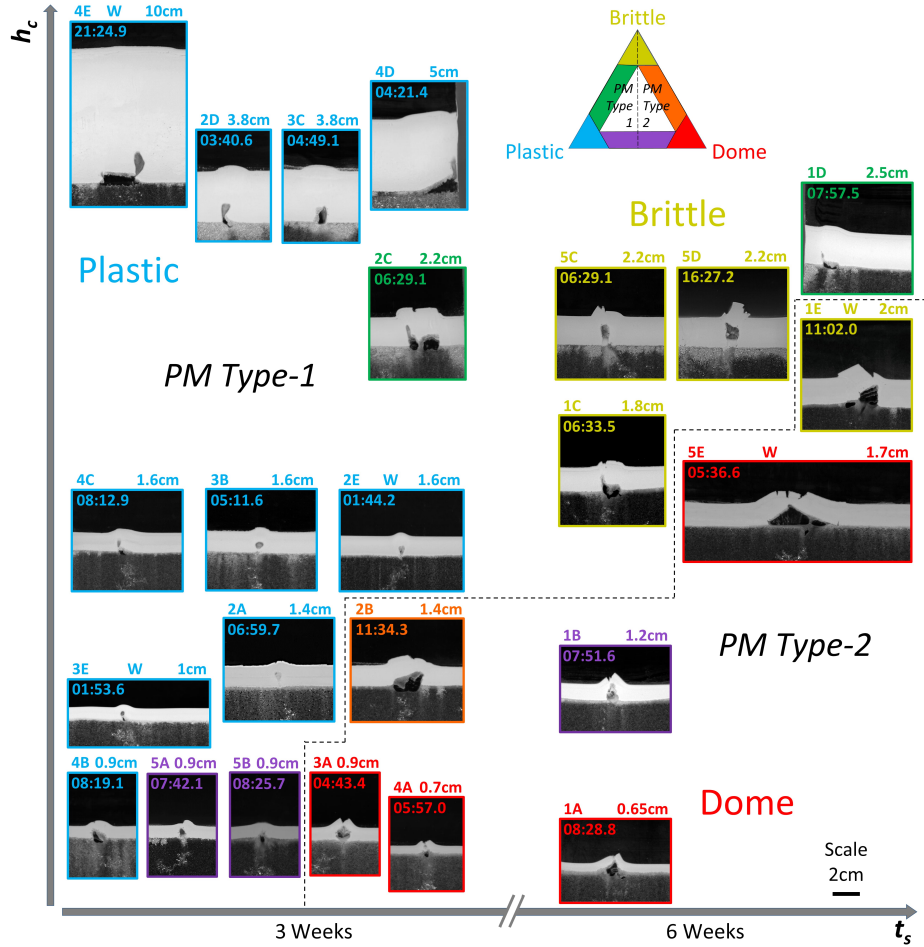 h_c
4E W 10cm
21:24.9
2D 3.8cm
03:40.6
3C 3.8cm
04:49.1
4D 5cm
04:21.4
Brittle
PM
Type
1
PM
Type
2
Plastic
Dome
1D 2.5cm
07:57.5
Plastic
Brittle
2C 2.2cm
06:29.1
5C 2.2cm
06:29.1
5D 2.2cm
16:27.2
1E W 2cm
11:02.0
PM Type-1
1C 1.8cm
06:33.5
5E W 1.7cm
05:36.6
4C 1.6cm
08:12.9
3B 1.6cm
05:11.6
2E W 1.6cm
01:44.2
2A 1.4cm
06:59.7
2B 1.4cm
11:34.3
1B 1.2cm
07:51.6
PM Type-2
3E W 1cm
01:53.6
4B 0.9cm
08:19.1
5A 0.9cm
07:42.1
5B 0.9cm
08:25.7
3A 0.9cm
04:43.4
4A 0.7cm
05:57.0
1A 0.65cm
08:28.8
Dome
Scale
2cm
3 Weeks
6 Weeks
t_s